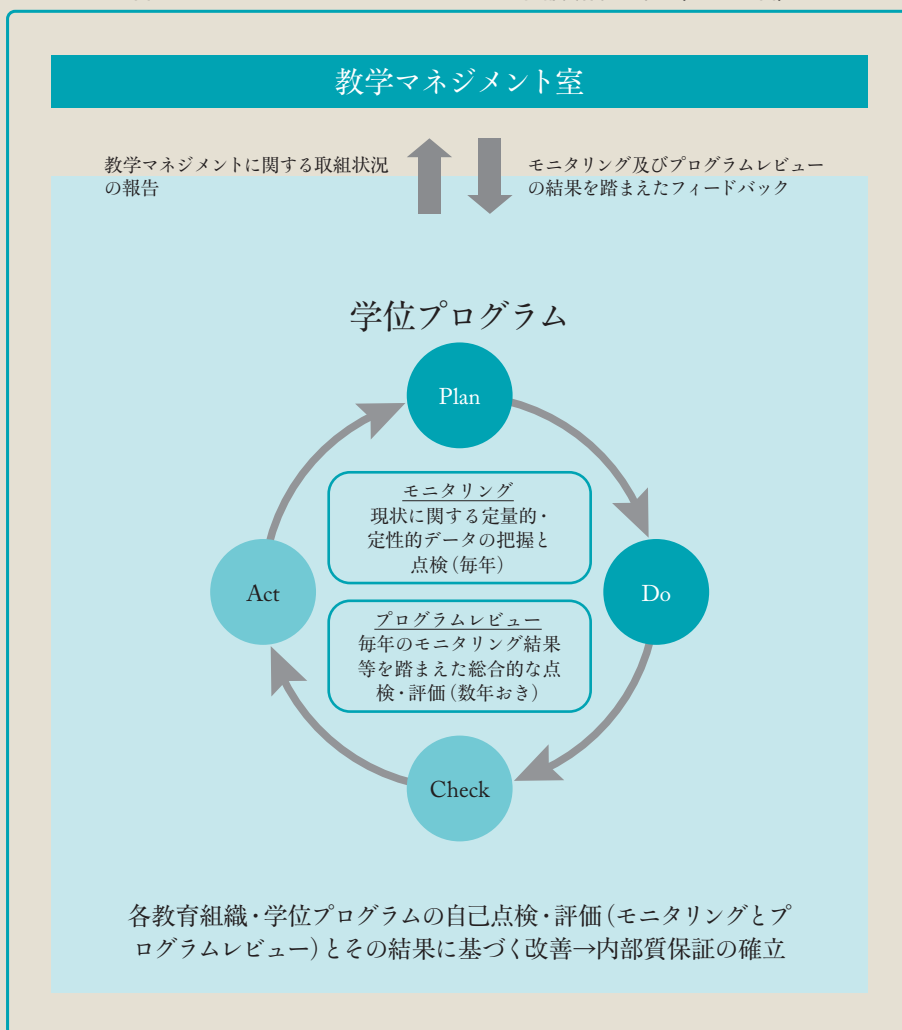 教学マネジメント室
教学マネジメントに関する取組状況
の報告
モニタリング及びプログラムレビュー
の結果を踏まえたフィードバック
学位プログラム
Plan
モニタリング
現状に関する定量的・
定性的データの把握と
点検(毎年)
Act
Do
プログラムレビュー
毎年のモニタリング結果
等を踏まえた総合的な点
検・評価(数年おき)
Check
各教育組織・学位プログラムの自己点検・評価(モニタリングとプ
ログラムレビュー)とその結果に基づく改善→内部質保証の確立